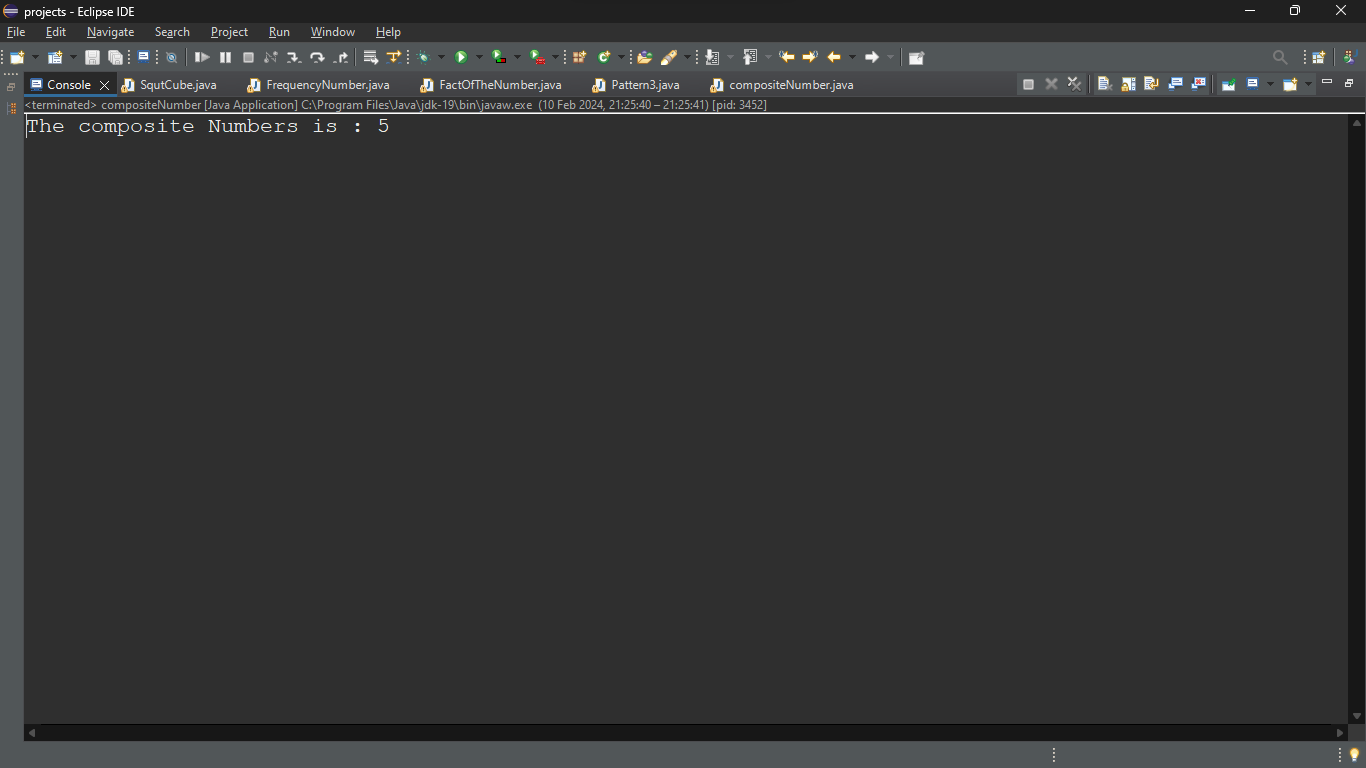 projects - Eclipse IDE
File Edit Navigate Search Project Run Window Help
Console SqutCube.java FrequencyNumber.java FactOfTheNumber.java Pattern3.java compositeNumber.java
<terminated> compositeNumber [Java Application] C:\Program Files\Java\jdk-19\bin\javaw.exe (10 Feb 2024, 21:25:40 – 21:25:41) [pid: 3452]
The composite Numbers is : 5